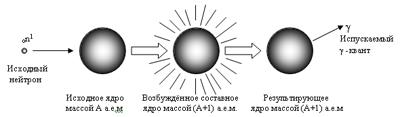 ₀n¹
Исходный
нейтрон
Исходное ядро
массой А а.е.м
Возбуждённое составное
ядро массой (А+1) а.е.м.
Результирующее
ядро массой (А+1) а.е.м
γ
Испускаемый
γ -квант